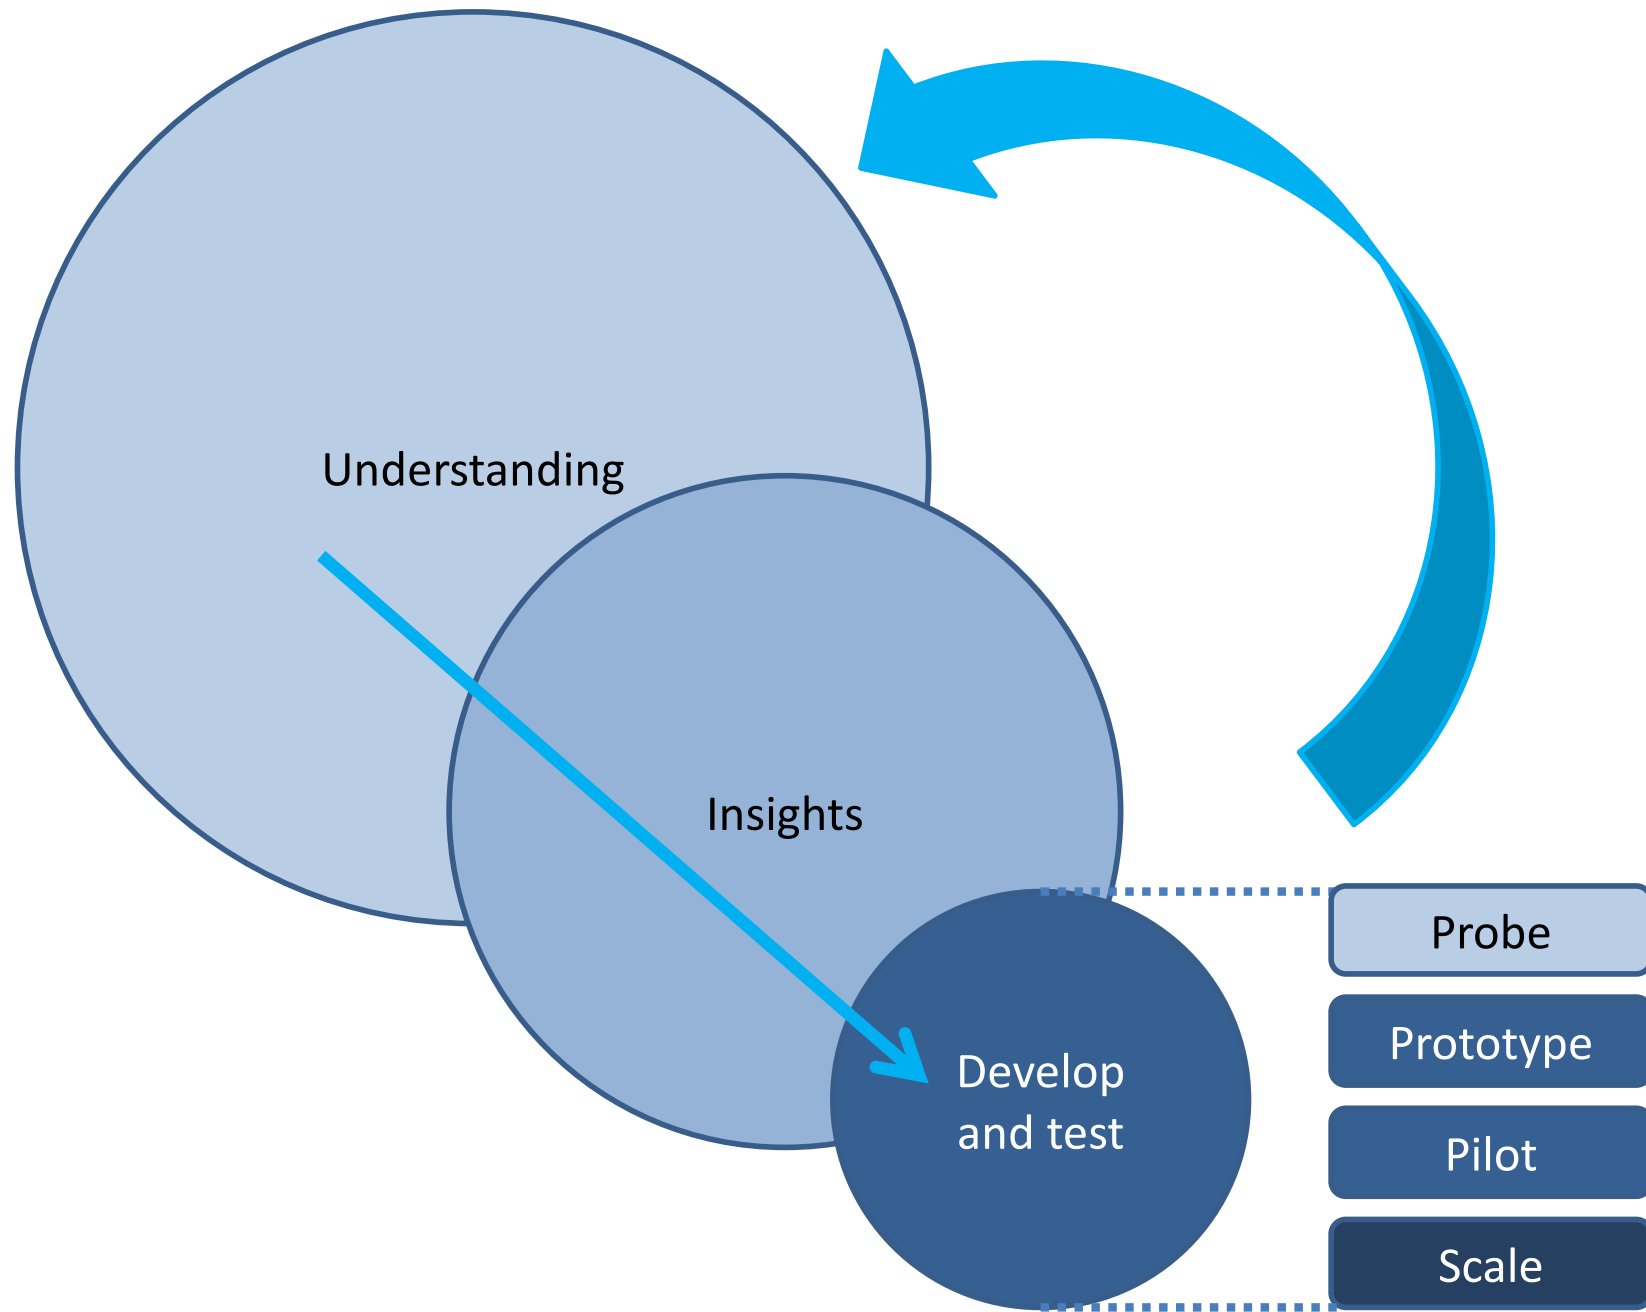 Understanding
Insights
Develop
and test
Probe
Prototype
Pilot
Scale